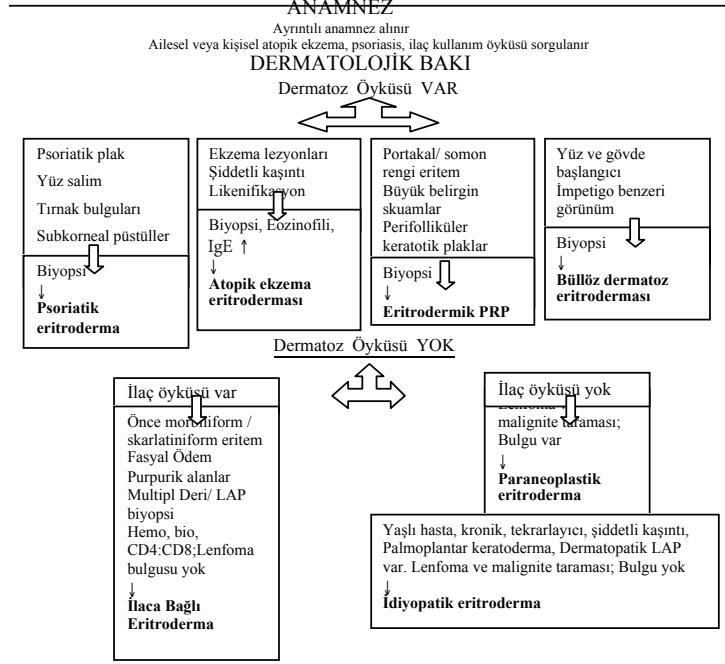 ANAMNEZ
Ayrıntılı anamnez alınır
Ailesel veya kişisel atopik ekzema, psoriasis, ilaç kullanım öyküsü sorgulanır
DERMATOLOJİK BAKI
Dermatoz Öyküsü VAR
Psoriatik plak
Yüz salim
Tırnak bulguları
Subkorneal püstüller
Biyopsi
↓
Psoriatik
eritroderma
Ekzema lezyonları
Şiddetli kaşıntı
Likenifikasyon
Biyopsi, Eozinofili,
IgE ↑
↓
Atopik ekzema
eritroderması
Portakal/ somon
rengi eritem
Büyük belirgin
skuamlar
Perifolliküler
keratotik plaklar
Biyopsi
↓
Eritrodermik PRP
Yüz ve gövde
başlangıcı
İmpetigo benzeri
görünüm
Biyopsi
↓
Büllöz dermatoz
eritroderması
Dermatoz Öyküsü YOK
İlaç öyküsü var
Önce morbiliform /
skarlatiniform eritem
Fasyal Ödem
Purpurik alanlar
Multipl Deri/ LAP
biyopsi
Hemo, bio,
CD4:CD8;Lenfoma
bulgusu yok
↓
İlaca Bağlı
Eritroderma
İlaç öyküsü yok
Lenfoma
malignite taraması;
Bulgu var
↓
Paraneoplastik
eritroderma
Yaşlı hasta, kronik, tekrarlayıcı, şiddetli kaşıntı,
Palmoplantar keratoderma, Dermatopatik LAP
var. Lenfoma ve malignite taraması; Bulgu yok
↓
İdiyopatik eritroderma